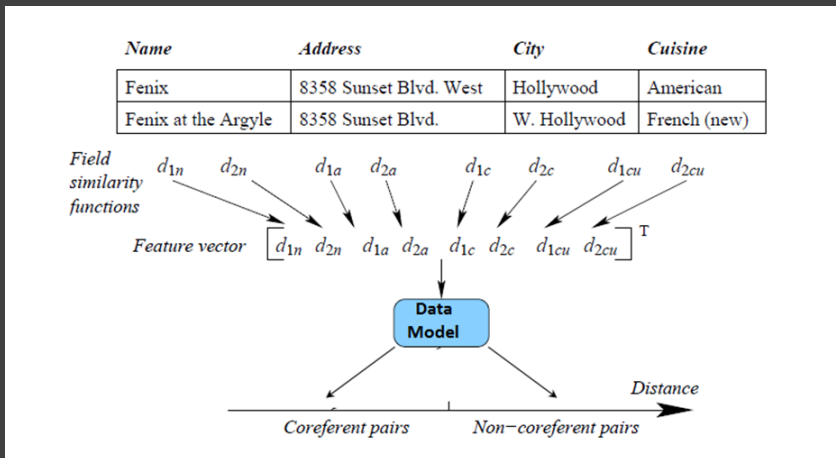 Name Address City Cuisine
Fenix 8358 Sunset Blvd. West Hollywood American
Fenix at the Argyle 8358 Sunset Blvd. W. Hollywood French (new)
Field
similarity
functions
d1n d2n d1a d2a d1c d2c d1cu d2cu
Feature vector [d1n d2n d1a d2a d1c d2c d1cu d2cu]T
Data
Model
Distance
Coreferent pairs Non−coreferent pairs